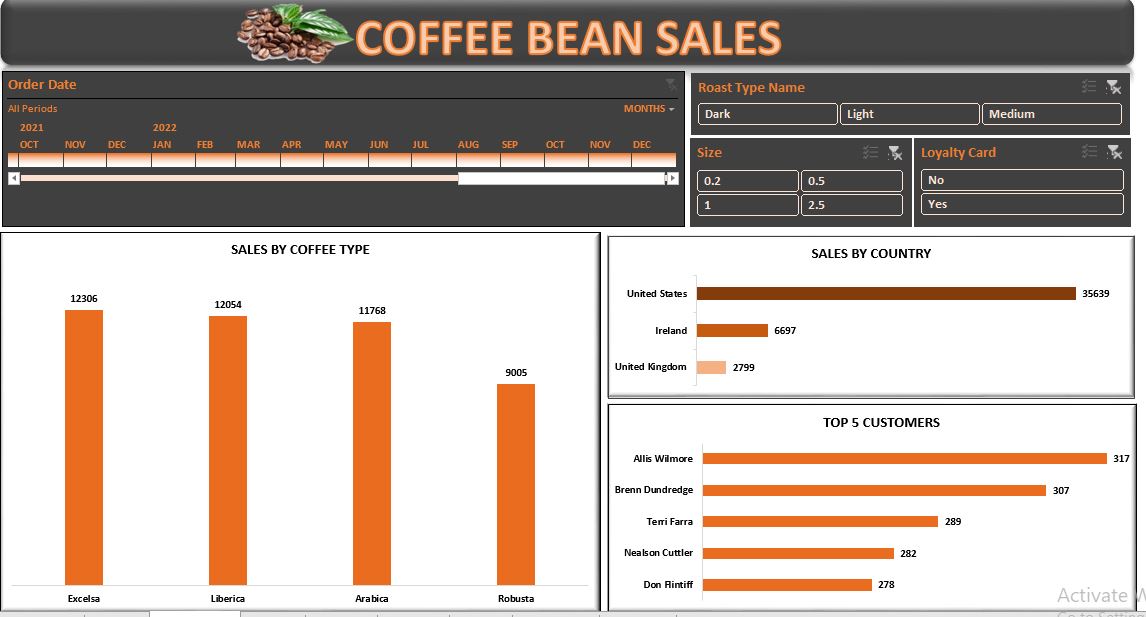 COFFEE BEAN SALES
Order Date
All Periods
MONTHS
2021 2022
OCT NOV DEC JAN FEB MAR APR MAY JUN JUL AUG SEP OCT NOV DEC
Roast Type Name
Dark Light Medium
Size
0.2 0.5
1 2.5
Loyalty Card
No
Yes
SALES BY COFFEE TYPE
12306
12054
11768
9005
Excelsa Liberica Arabica Robusta
SALES BY COUNTRY
United States 35639
Ireland 6697
United Kingdom 2799
TOP 5 CUSTOMERS
Allis Wilmore 317
Brenn Dundredge 307
Terri Farra 289
Nealson Cuttler 282
Don Flintiff 278
Activate W